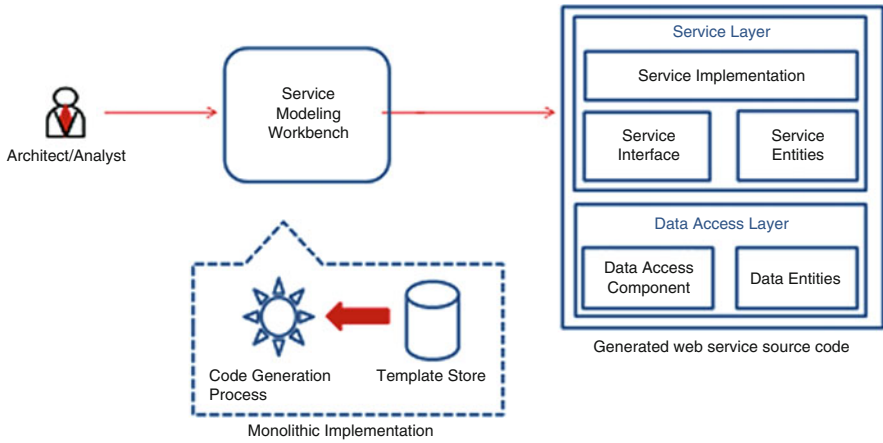 Architect/Analyst
Service
Modeling
Workbench
Code Generation
Process
Template Store
Monolithic Implementation
Service Layer
Service Implementation
Service
Interface
Service
Entities
Data Access Layer
Data Access
Component
Data Entities
Generated web service source code